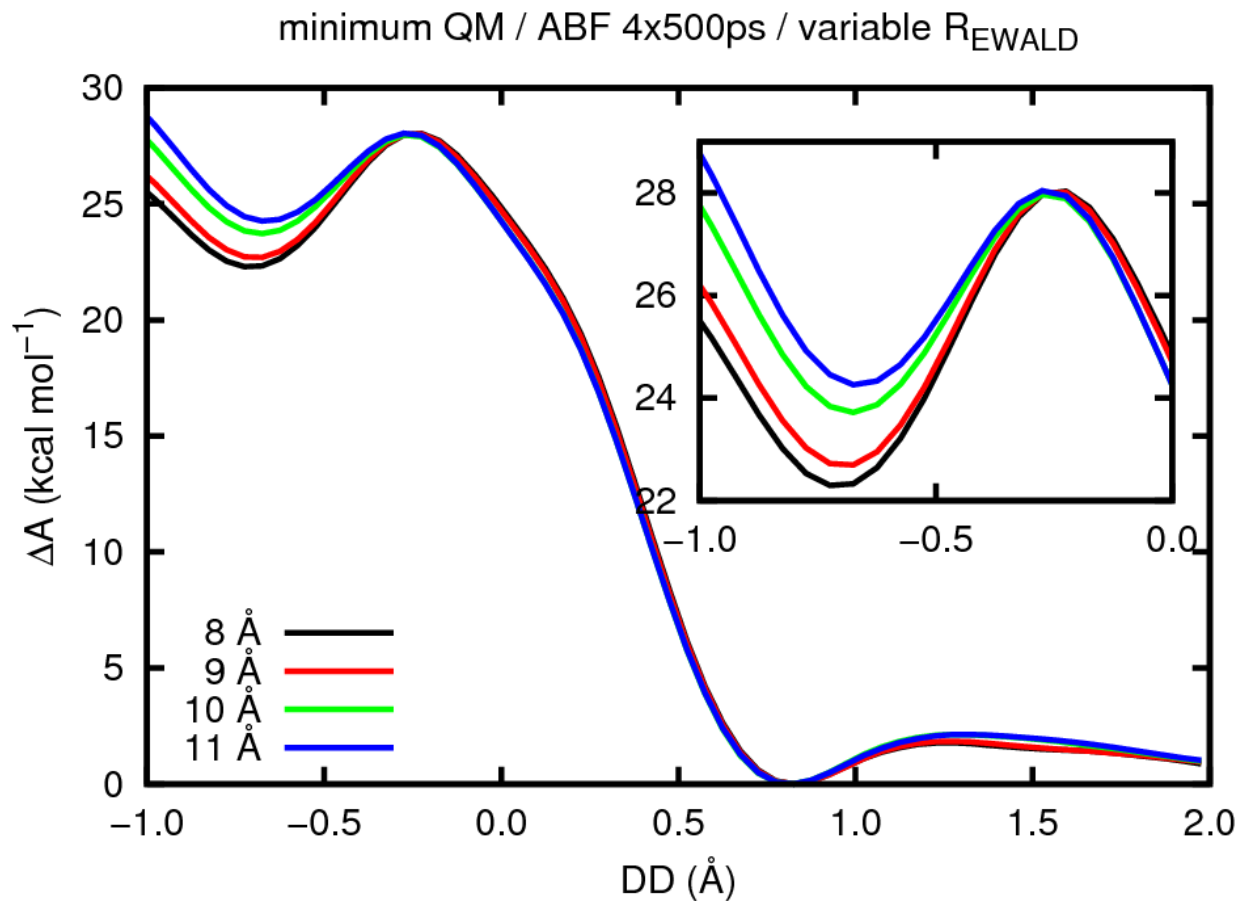 minimum QM / ABF 4x500ps / variable R_EWALD
30
25
20
15
10
5
0
ΔA (kcal mol⁻¹)
28
26
24
22
−1.0 −0.5 0.0
8 Å
9 Å
10 Å
11 Å
−1.0 −0.5 0.0 0.5 1.0 1.5 2.0
DD (Å)